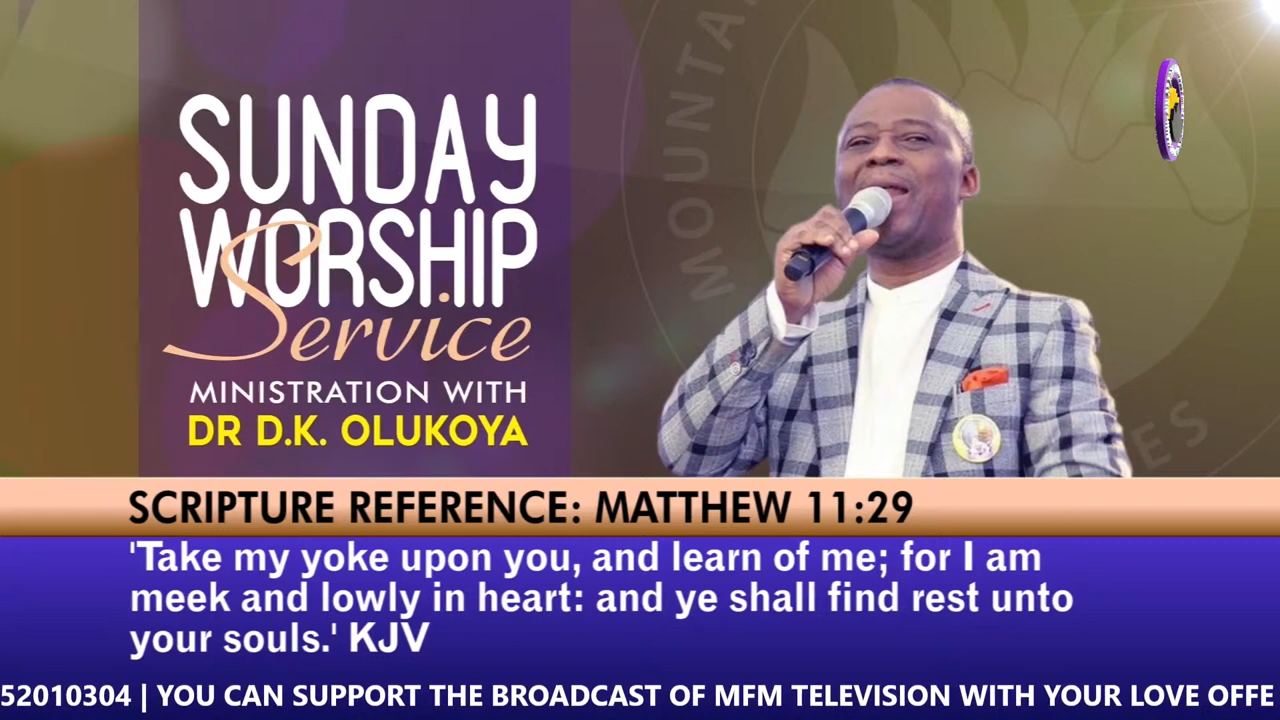 SUNDAY
WORSHIP
Service
MINISTRATION WITH
DR D.K. OLUKOYA
MOUNTA
ES
SCRIPTURE REFERENCE: MATTHEW 11:29
'Take my yoke upon you, and learn of me; for I am
meek and lowly in heart: and ye shall find rest unto
your souls.' KJV
52010304 | YOU CAN SUPPORT THE BROADCAST OF MFM TELEVISION WITH YOUR LOVE OFFE